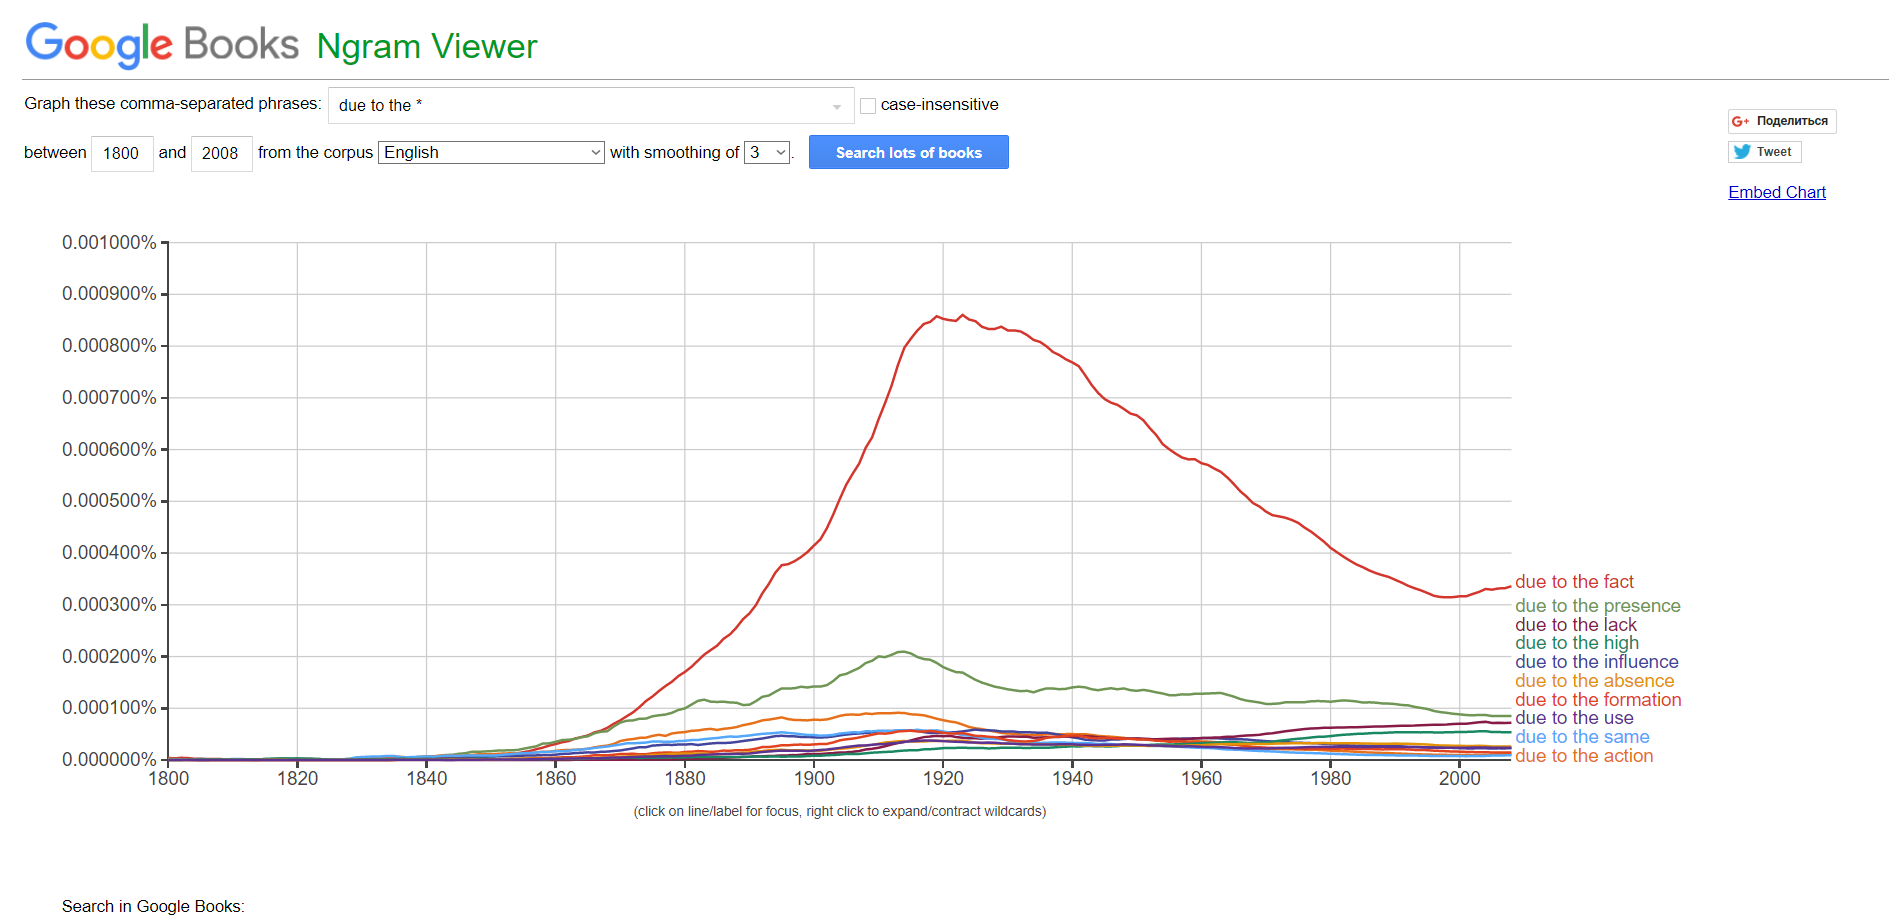 Google Books Ngram Viewer
Graph these comma-separated phrases: due to the * case-insensitive
between 1800 and 2008 from the corpus English with smoothing of 3 . Search lots of books
G+ Поделиться
Tweet
Embed Chart
0.001000%
0.000900%
0.000800%
0.000700%
0.000600%
0.000500%
0.000400%
0.000300%
0.000200%
0.000100%
0.000000%
1800 1820 1840 1860 1880 1900 1920 1940 1960 1980 2000
due to the fact
due to the presence
due to the lack
due to the high
due to the influence
due to the absence
due to the formation
due to the use
due to the same
due to the action
(click on line/label for focus, right click to expand/contract wildcards)
Search in Google Books: